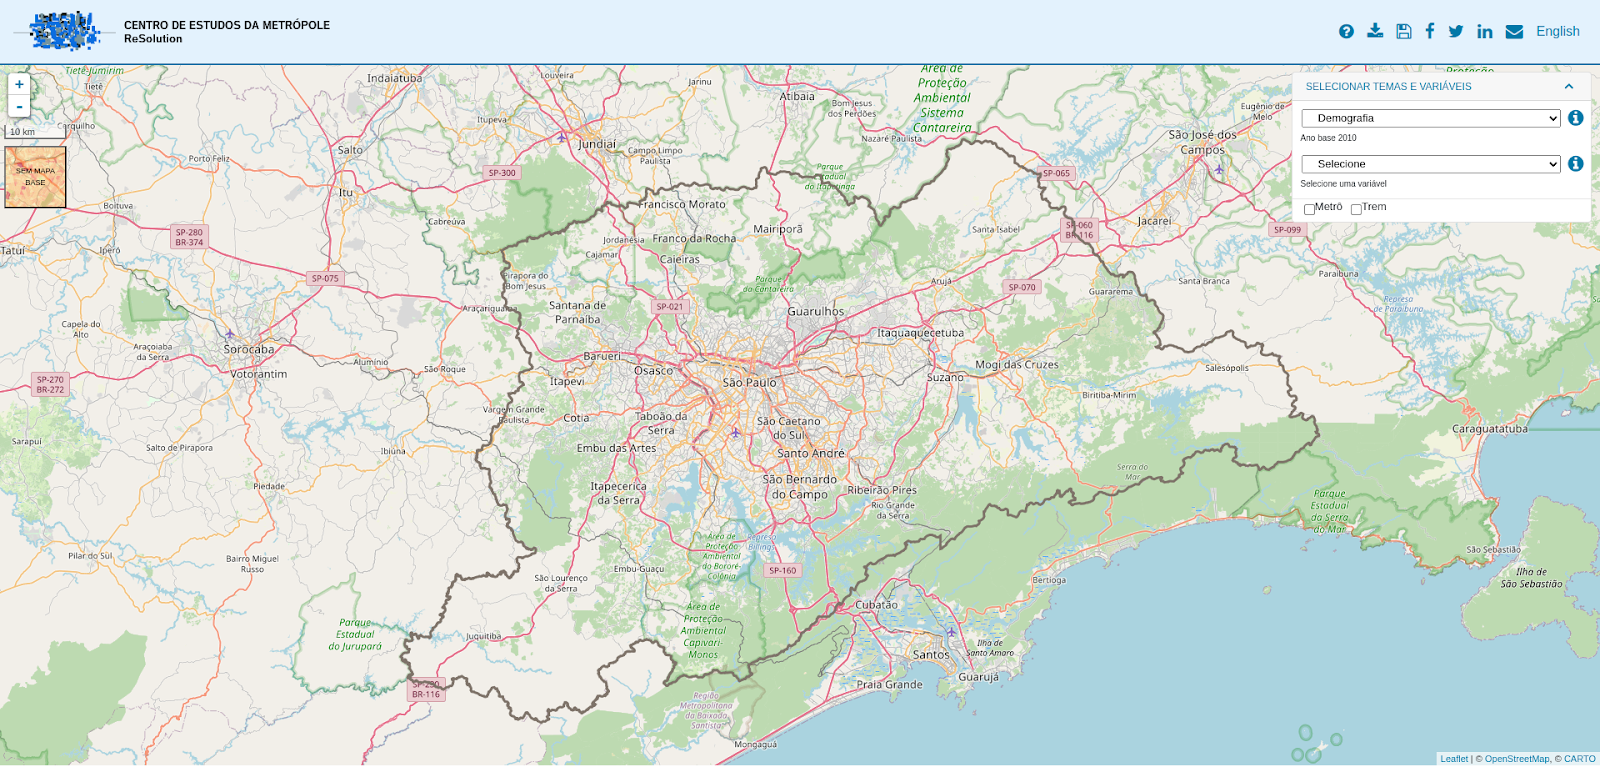 CENTRO DE ESTUDOS DA METRÓPOLE
ReSolution
English
SELECIONAR TEMAS E VARIÁVEIS
Demografia
Ano base 2010
Selecione
Selecione uma variável
Metrô
Trem
+
-
10 km
SEM MAPA
BASE
Tietê-Jumirim
Tietê
Cerquilho
Indaiatuba
Louveira
Itupeva
Jundiaí
Jarinu
Campo Limpo
Paulista
Atibaia
Bom Jesus
dos Perdões
Nazaré Paulista
Área de
Proteção
Ambiental
Sistema
Cantareira
Proteção
Igaratá
São José dos
Campos
Eugênio de
Melo
Porto Feliz
Salto
Itu
SP-300
SP-065
Parque
Estadual
do Itapetinga
Boituva
Iperó
Tatuí
SP-280
BR-374
SP-075
Cabreúva
Francisco Morato
Franco da Rocha
Jordanésia
Cajamar
Caieiras
Mairiporã
Santa Isabel
SP-060
BR-116
Jacareí
SP-099
Pirapora do
Bom Jesus
Parque
da Cantareira
Arujá
SP-070
Guararema
Santa Branca
Paraibuna
Represa
de Paraibuna
Capela do
Alto
Araçoiaba
da Serra
Sorocaba
Votorantim
Alumínio
São Roque
Araçariguama
Santana de
Parnaíba
SP-021
Guarulhos
Itaquaquecetuba
Barueri
Osasco
Itapevi
São Paulo
Suzano
Mogi das Cruzes
Biritiba-Mirim
Salesópolis
SP-270
BR-272
Vargem Grande
Paulista
Cotia
Taboão da
Serra
Embu das Artes
São Caetano
do Sul
Santo André
Itapecerica
da Serra
São Bernardo
do Campo
Ribeirão Pires
Rio Grande
da Serra
Serra do
Mar
Caraguatatuba
Sarapuí
Salto de Pirapora
Ibiúna
Piedade
Pilar do Sul
Bairro Miguel
Russo
São Lourenço
da Serra
Embu-Guaçu
Área de
Proteção
Ambiental
do Bororé-
Colônia
Represa
Billings
SP-160
Parque
Estadual
da Serra
do Mar
São Sebastião
Ilha de
São Sebastião
Bertioga
Cubatão
Parque
Estadual
do Jurupará
Juquitiba
Área de
Proteção
Ambiental
Capivari-
Monos
Santos
Ilha de
Santo Amaro
Guarujá
Praia Grande
SP-230
BR-116
Região
Metropolitana
da Baixada
Santista
Mongaguá
Leaflet | © OpenStreetMap, © CARTO